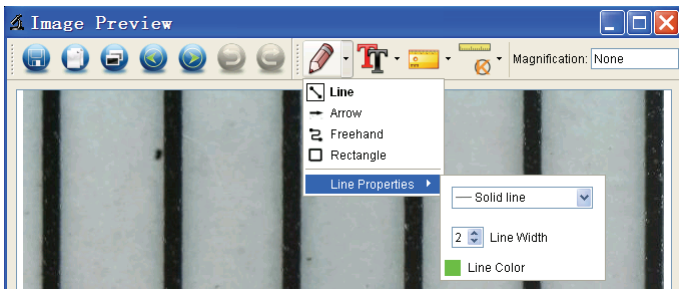 Image Preview
Magnification: None
Line
Arrow
Freehand
Rectangle
Line Properties
Solid line
2 Line Width
Line Color